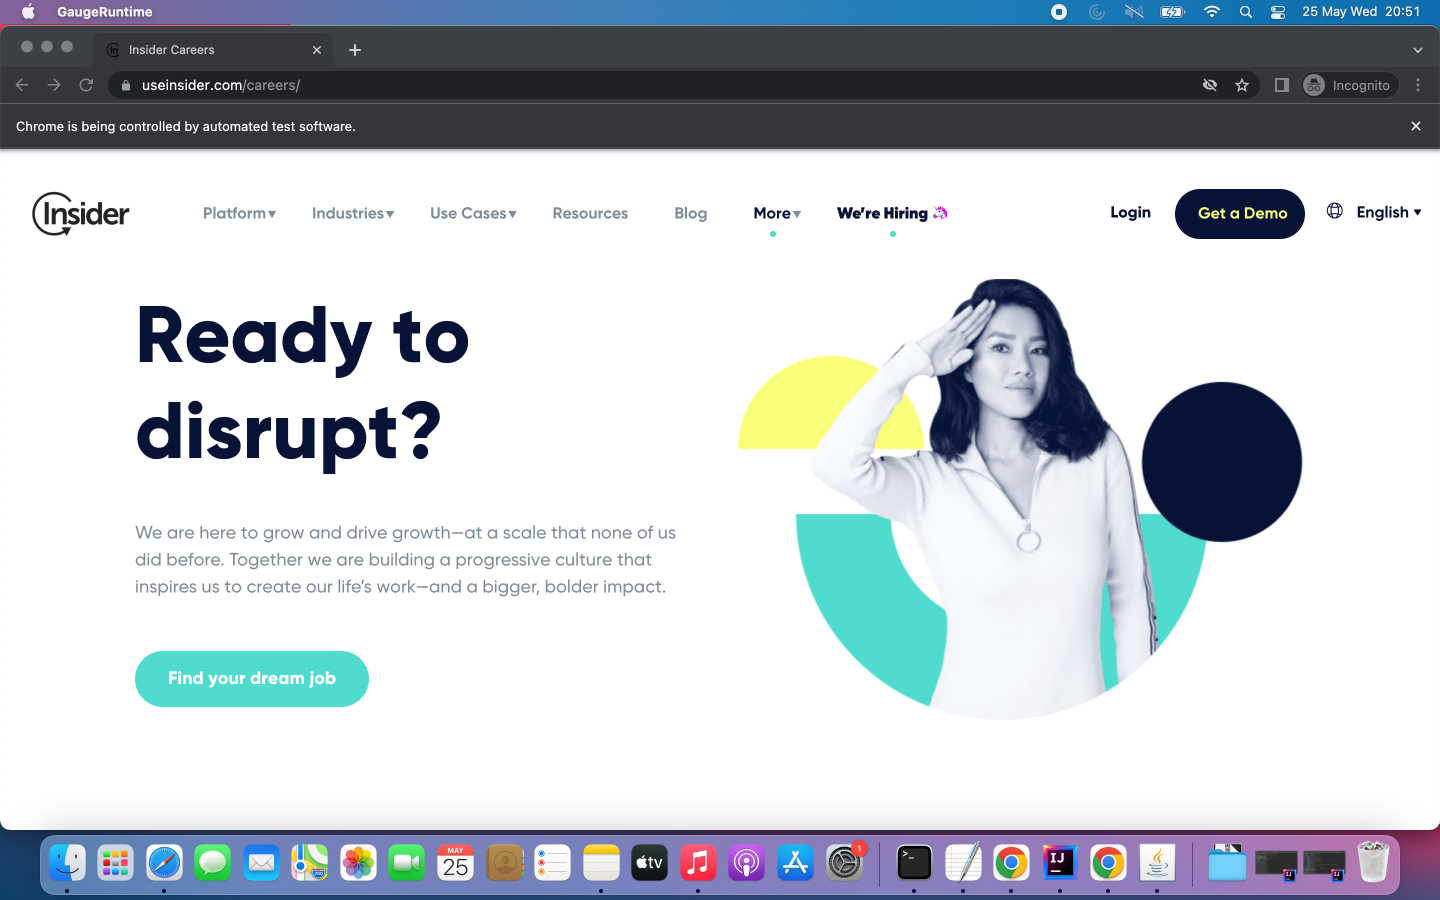 GaugeRuntime
25 May Wed 20:51
Insider Careers
useinsider.com/careers/
Incognito
Chrome is being controlled by automated test software.
Insider
Platform
Industries
Use Cases
Resources
Blog
More
We're Hiring
Login
Get a Demo
English
Ready to
disrupt?
We are here to grow and drive growth—at a scale that none of us
did before. Together we are building a progressive culture that
inspires us to create our life's work—and a bigger, bolder impact.
Find your dream job
MAY
25
tv
1
>_
IJ
IJ
IJ